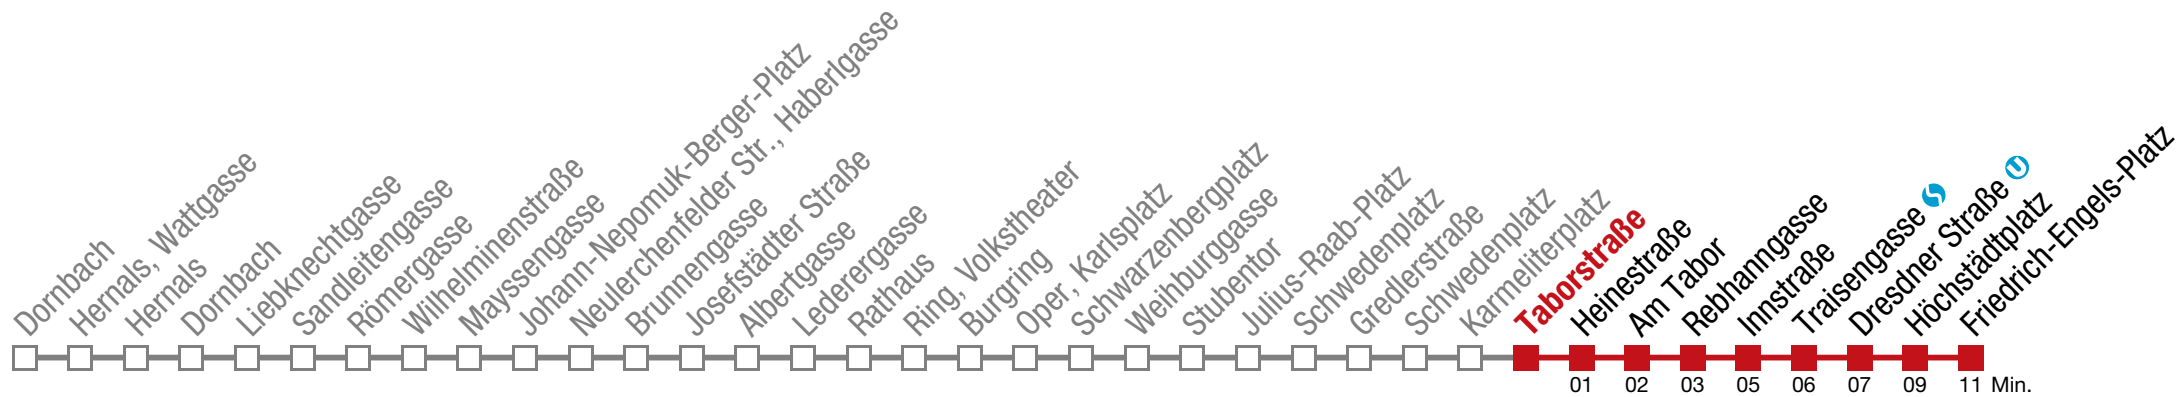 Dornbach
Hernals, Wattgasse
Hernals
Dornbach
Liebknechtgasse
Sandleitengasse
Römergasse
Wilhelminenstraße
Mayssengasse
Johann-Nepomuk-Berger-Platz
Neulerchenfelder Str., Haberlgasse
Brunnengasse
Josefstädter Straße
Albertgasse
Lederergasse
Rathaus
Ring, Volkstheater
Burgring
Oper, Karlsplatz
Schwarzenbergplatz
Weihburggasse
Stubentor
Julius-Raab-Platz
Schwedenplatz
Gredlerstraße
Schwedenplatz
Karmeliterplatz
Taborstraße
Heinestraße
Am Tabor
Rebhanngasse
Innstraße
Traisengasse S
Dresdner Straße U
Höchstädtplatz
Friedrich-Engels-Platz
01 02 03 05 06 07 09 11 Min.